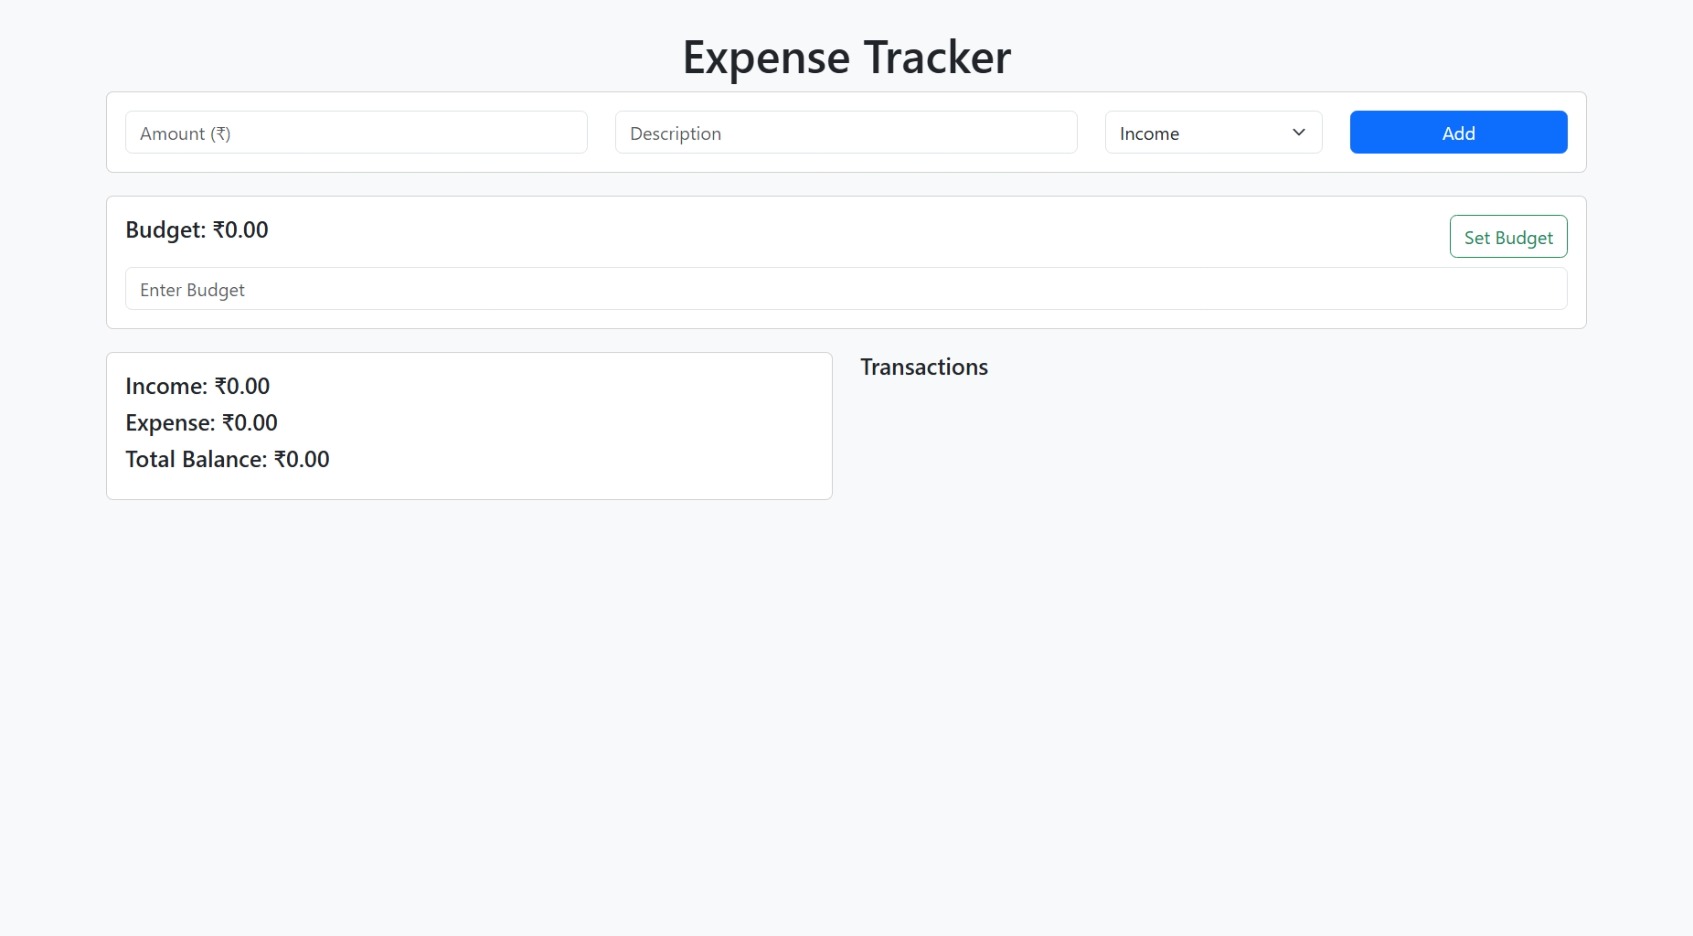 Expense Tracker
Amount (₹) Description Income Add
Budget: ₹0.00 Set Budget
Enter Budget
Income: ₹0.00
Expense: ₹0.00
Total Balance: ₹0.00
Transactions